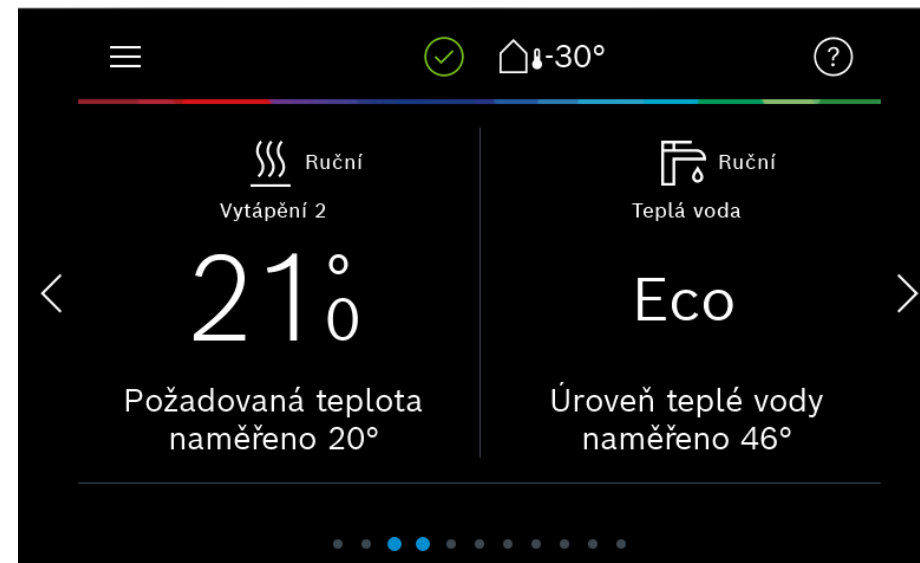 -30°
?
Ruční
Vytápění 2
21°0
Požadovaná teplota
naměřeno 20°
Ruční
Teplá voda
Eco
Úroveň teplé vody
naměřeno 46°